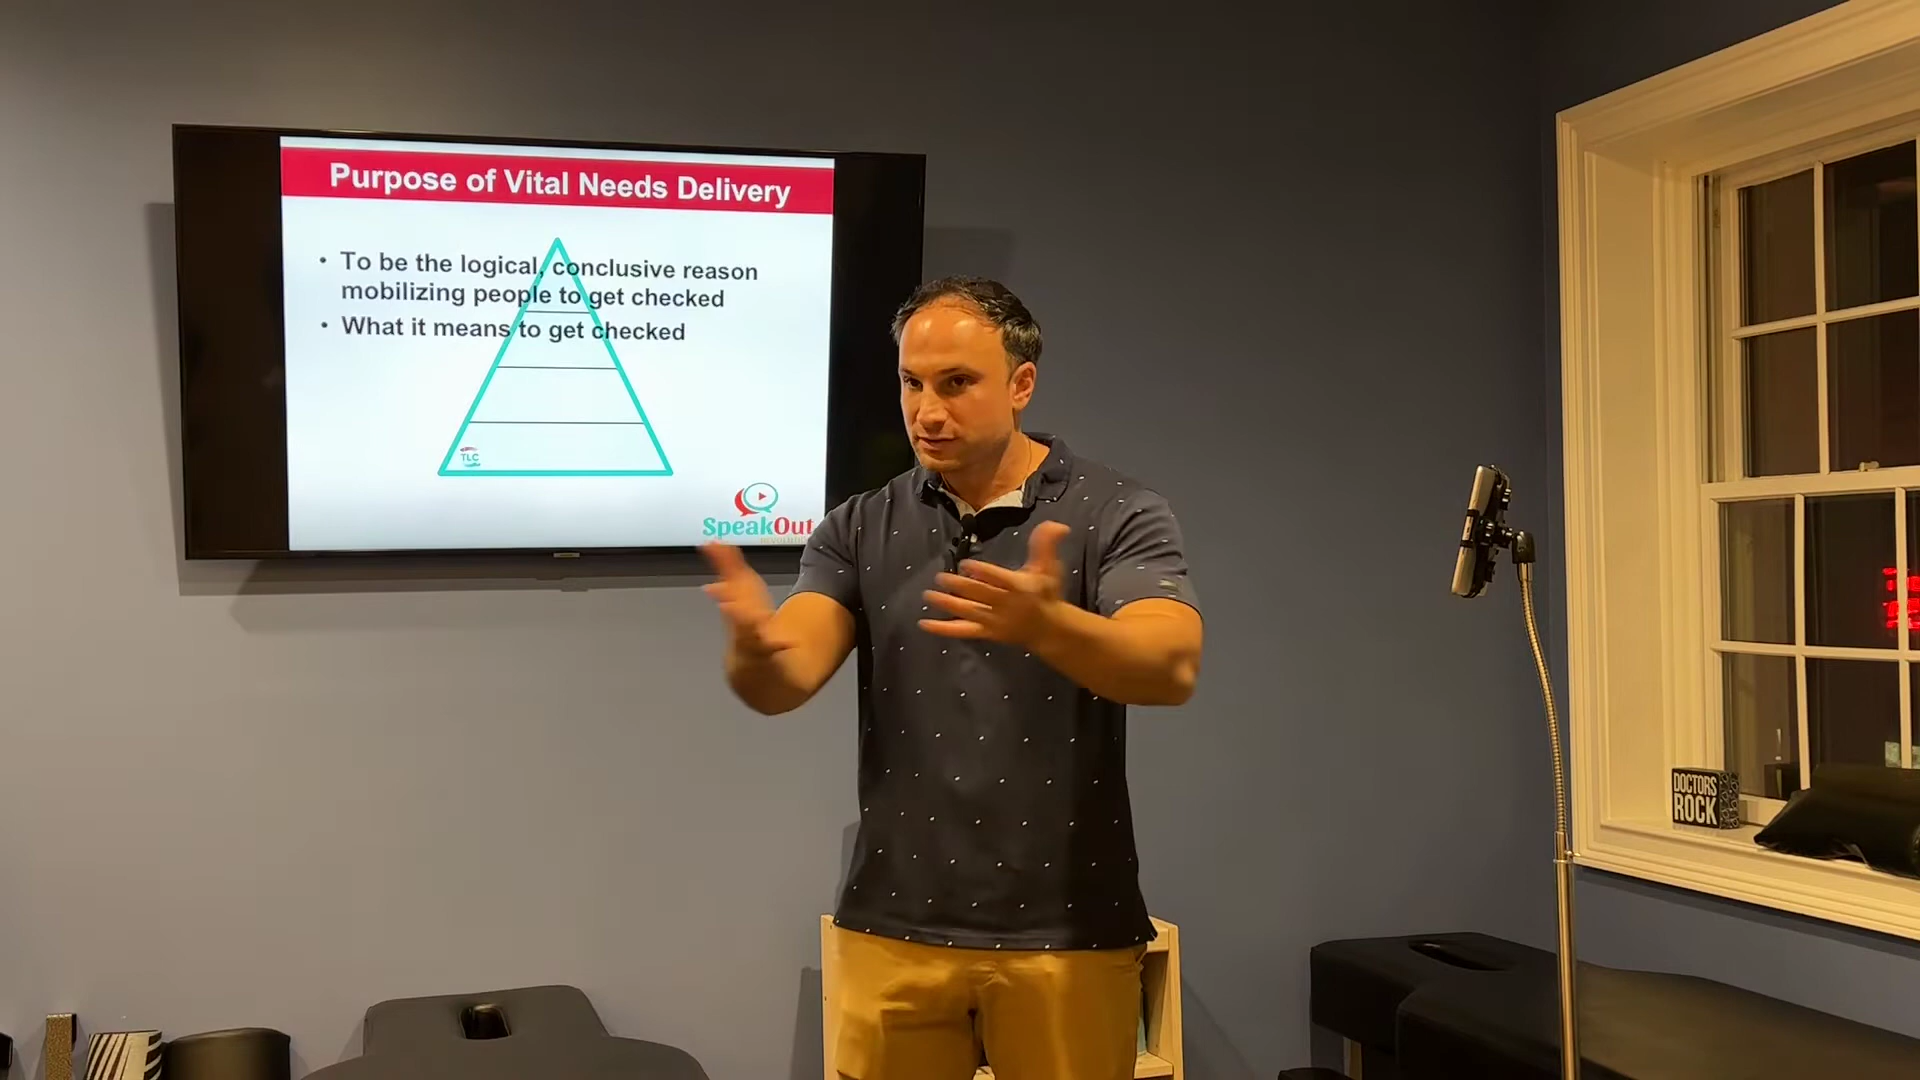 Purpose of Vital Needs Delivery
• To be the logical, conclusive reason
mobilizing people to get checked
• What it means to get checked
TLC
SpeakOut
DOCTORS
ROCK